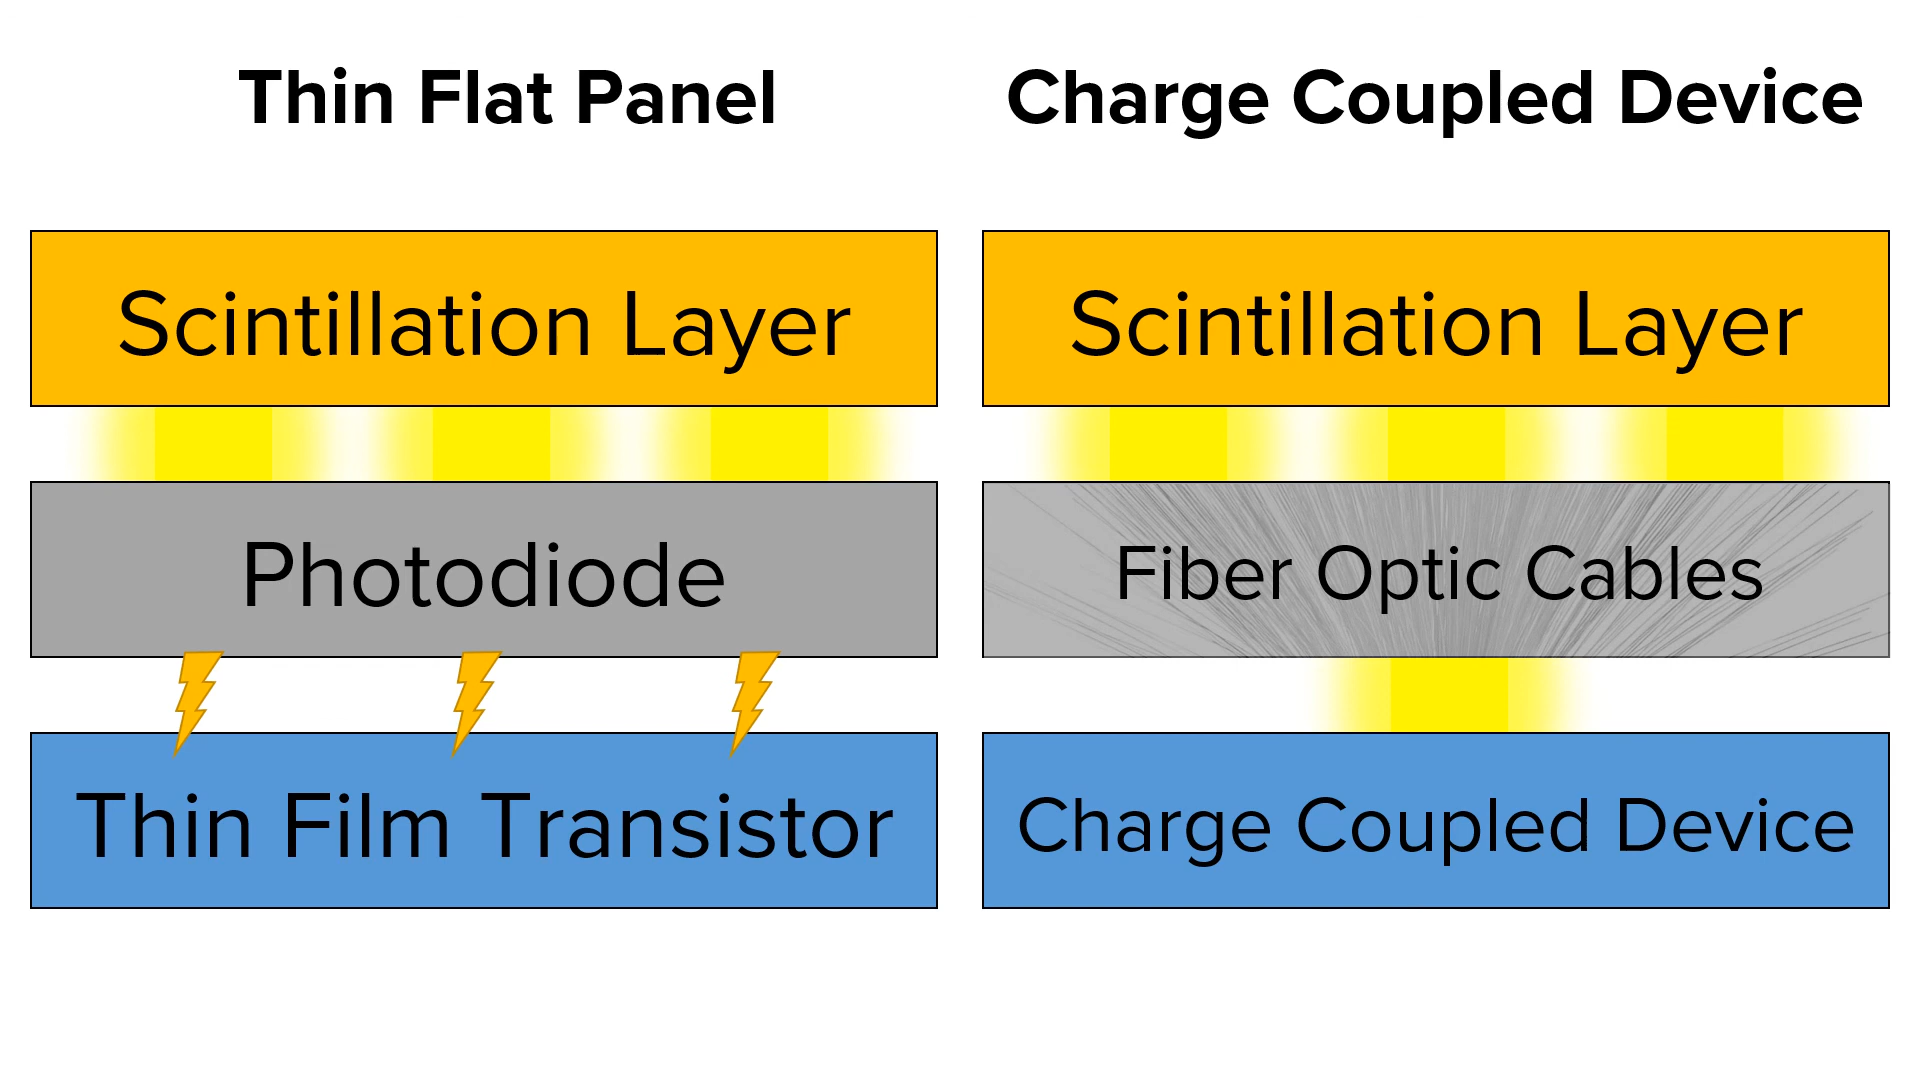 Thin Flat Panel
Charge Coupled Device
Scintillation Layer
Scintillation Layer
Photodiode
Fiber Optic Cables
Thin Film Transistor
Charge Coupled Device